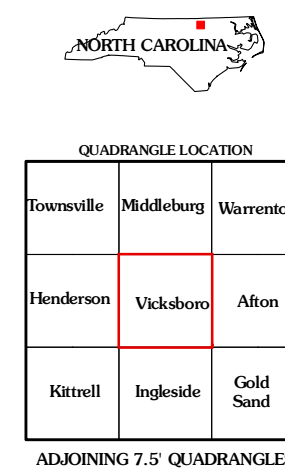 NORTH CAROLINA
QUADRANGLE LOCATION
Townsville Middleburg Warrento
Henderson Vicksboro Afton
Kittrell Ingleside Gold
Sand
ADJOINING 7.5' QUADRANGLE